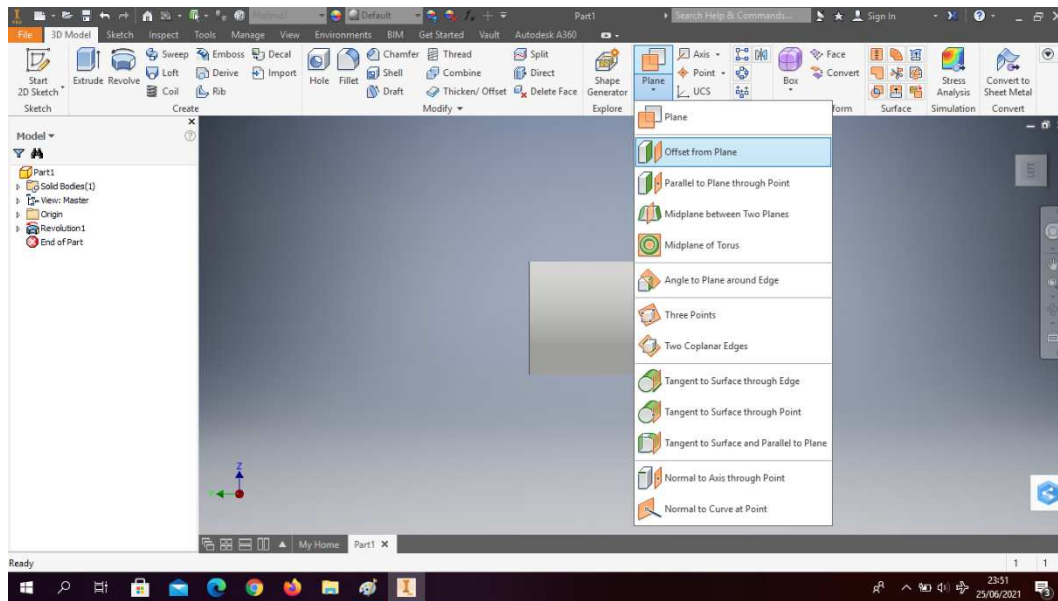 Material Default Part1 Search Help & Commands... Sign In
File 3D Model Sketch Inspect Tools Manage View Environments BIM Get Started Vault Autodesk A360
Start 2D Sketch
Extrude Revolve
Sweep Emboss Decal
Loft Derive Import
Coil Rib
Hole Fillet
Chamfer Thread Split
Shell Combine Direct
Draft Thicken/ Offset Delete Face
Shape Generator
Plane
Axis
Point
UCS
Box
Face
Convert
Stress Analysis
Convert to Sheet Metal
Sketch Create Modify Explore form Surface Simulation Convert
Model
Part1
Solid Bodies(1)
View: Master
Origin
Revolution1
End of Part
Plane
Offset from Plane
Parallel to Plane through Point
Midplane between Two Planes
Midplane of Torus
Angle to Plane around Edge
Three Points
Two Coplanar Edges
Tangent to Surface through Edge
Tangent to Surface through Point
Tangent to Surface and Parallel to Plane
Normal to Axis through Point
Normal to Curve at Point
Z
Y
My Home Part1
Ready 1 1
23:51
25/06/2021
3